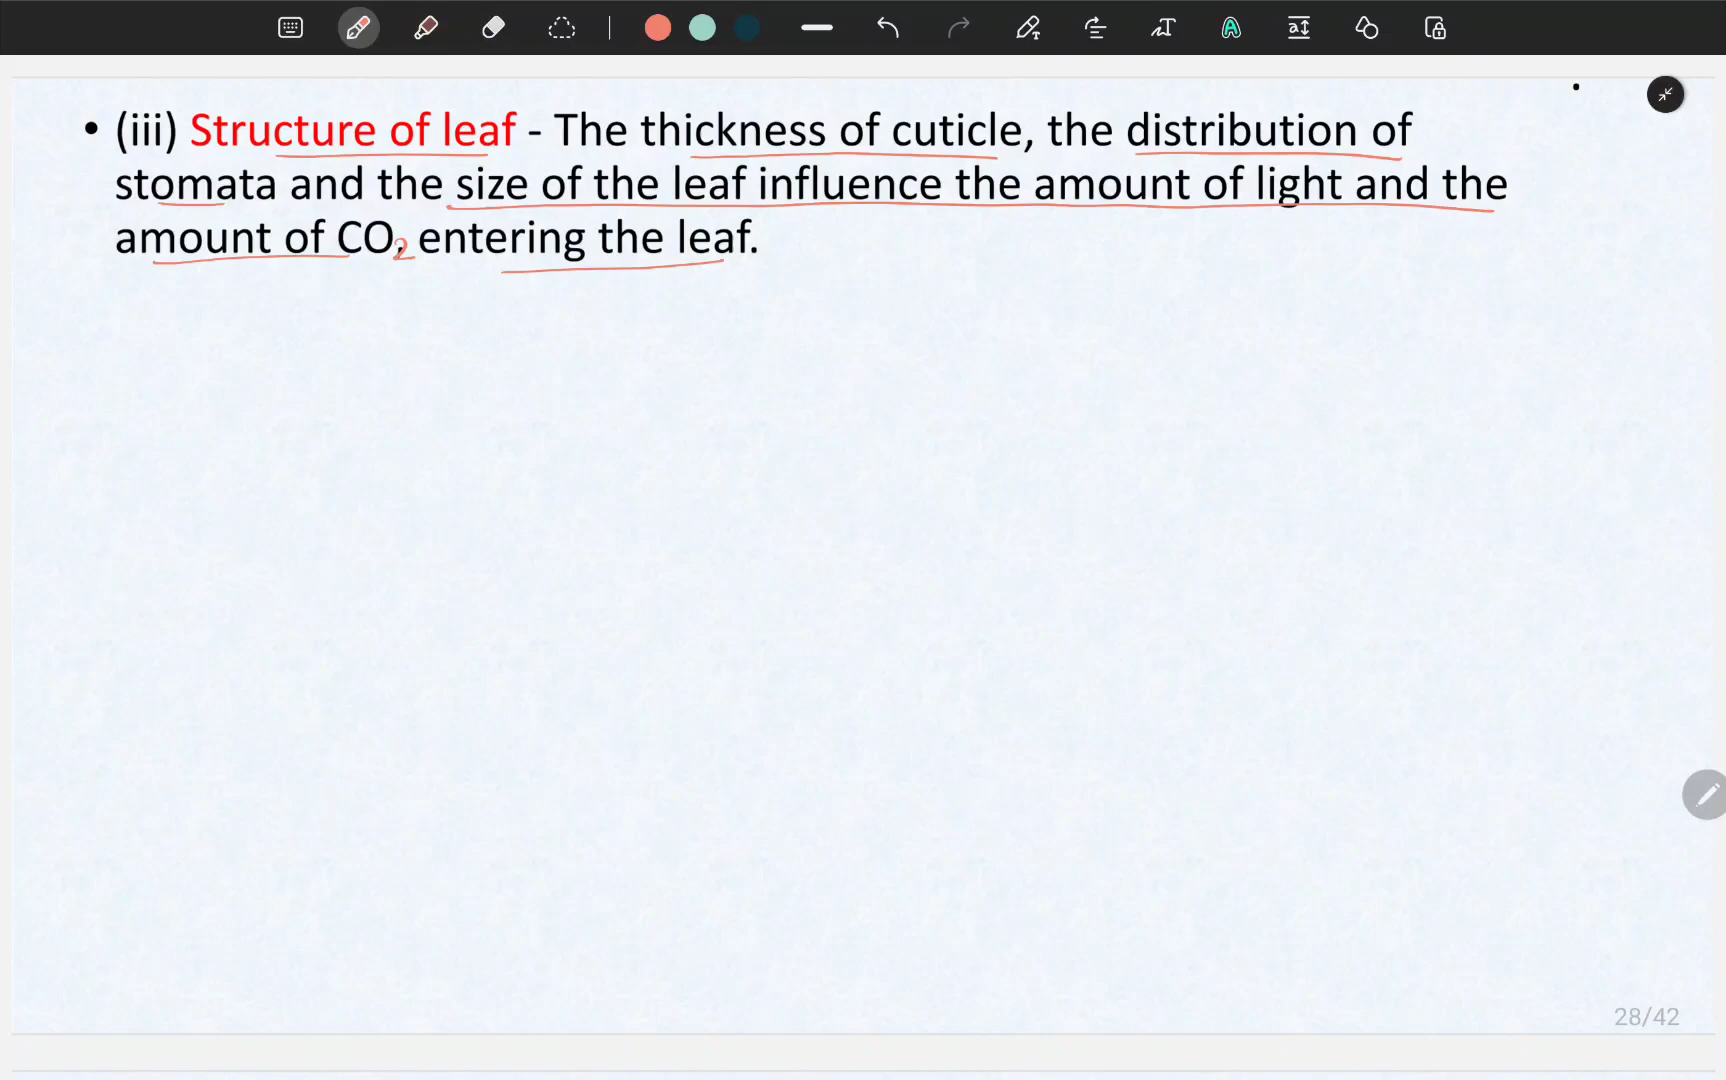 • (iii) Structure of leaf - The thickness of cuticle, the distribution of
stomata and the size of the leaf influence the amount of light and the
amount of CO2 entering the leaf.
28/42